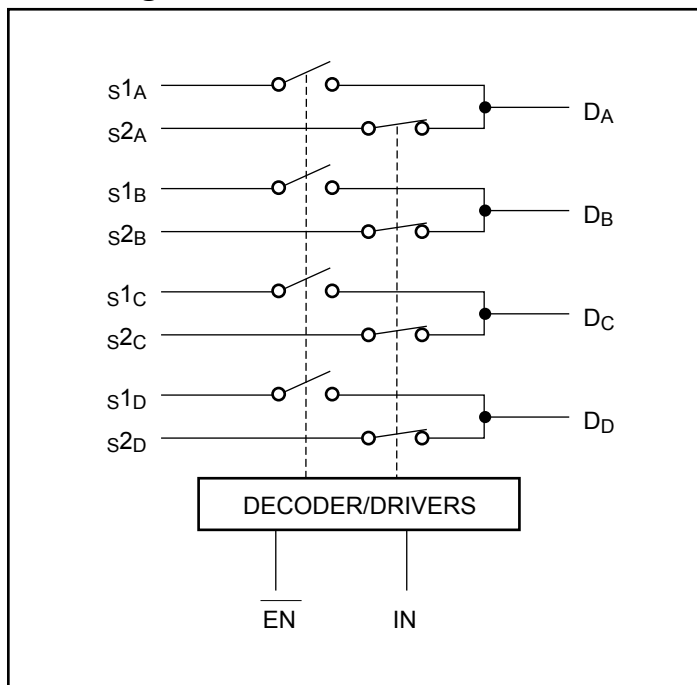 S1A
DA
S2A
S1B
DB
S2B
S1C
DC
S2C
S1D
DD
S2D
DECODER/DRIVERS
EN IN